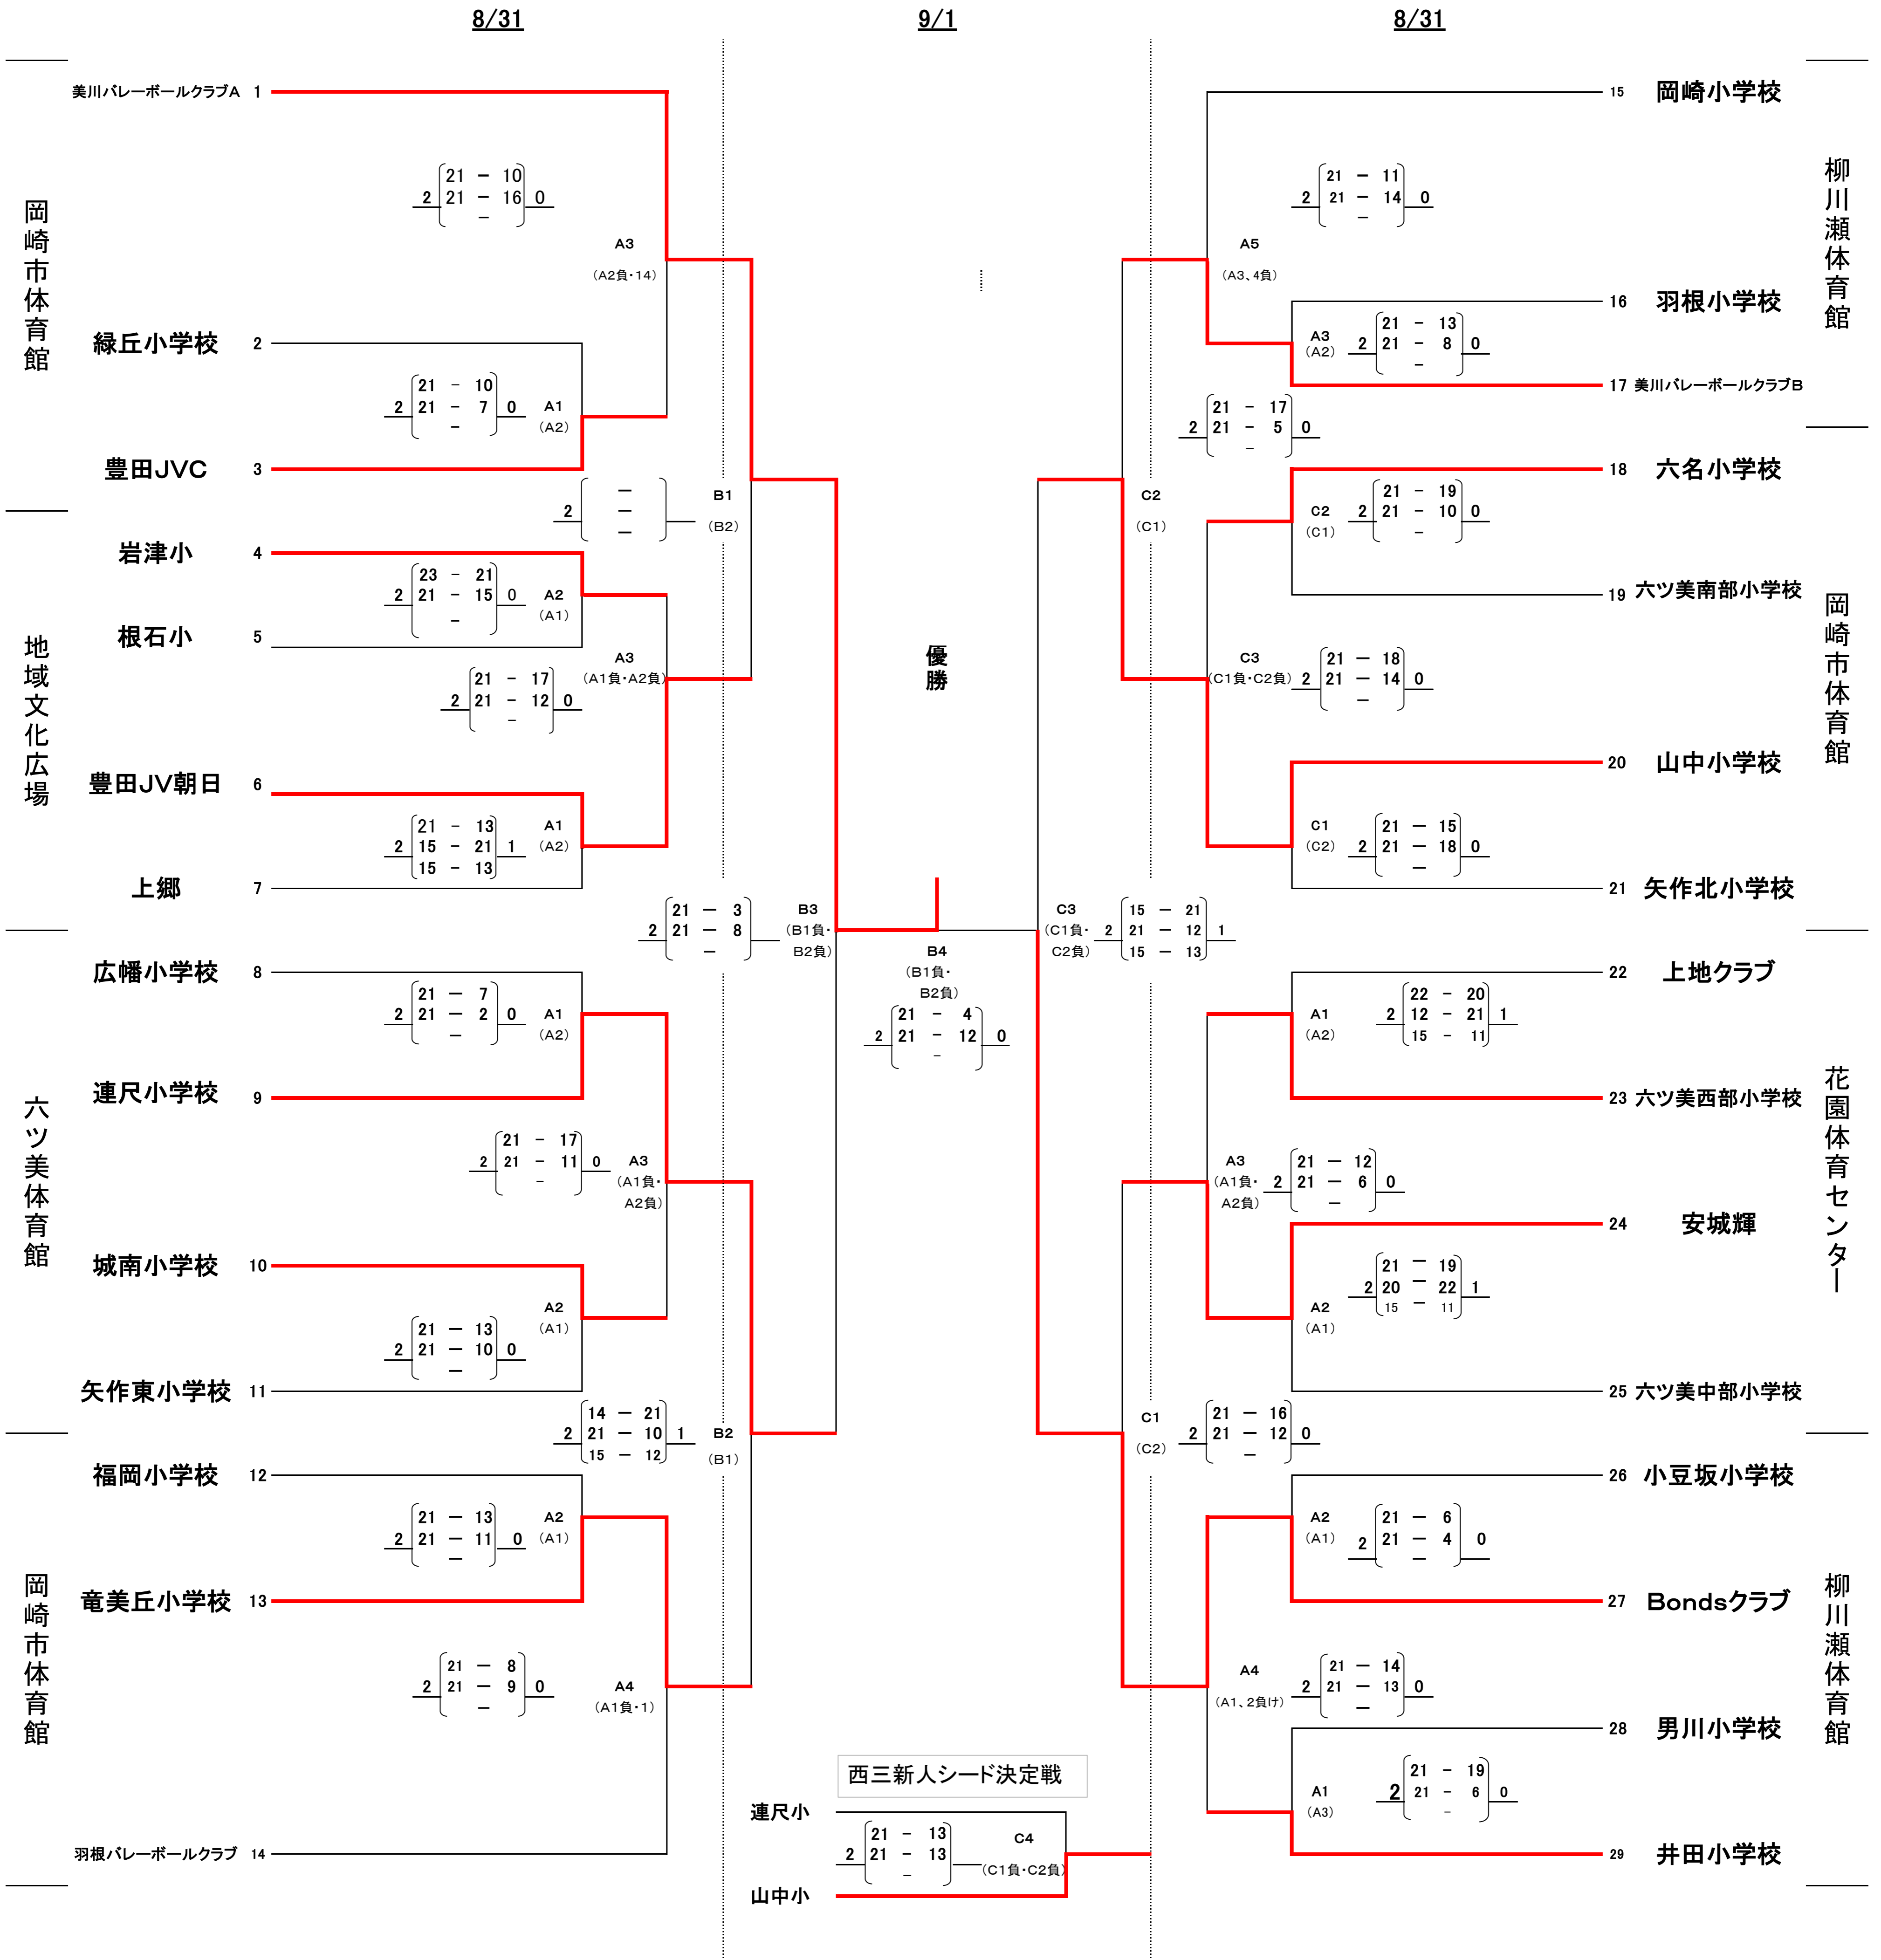 8/31
9/1
8/31
岡崎市体育館
美川バレーボールクラブA 1
2 21 － 10 0
21 － 16
－
A3
(A2負・14)
緑丘小学校 2
2 21 － 10 0
21 － 7
－
A1
(A2)
豊田JVC 3
2 － 
－
－
B1
(B2)
地域文化広場
岩津小 4
2 23 － 21 0
21 － 15
－
A2
(A1)
根石小 5
2 21 － 17 0
21 － 12
－
A3
(A1負・A2負)
豊田JV朝日 6
2 21 － 13 1
15 － 21
15 － 13
A1
(A2)
上郷 7
2 21 － 3
21 － 8
－
B3
(B1負・
B2負)
六ツ美体育館
広幡小学校 8
2 21 － 7 0
21 － 2
－
A1
(A2)
連尺小学校 9
2 21 － 17 0
21 － 11
－
A3
(A1負・
A2負)
城南小学校 10
2 21 － 13 0
21 － 10
－
A2
(A1)
矢作東小学校 11
2 14 － 21 1
21 － 10
15 － 12
B2
(B1)
岡崎市体育館
福岡小学校 12
2 21 － 13 0
21 － 11
－
A2
(A1)
竜美丘小学校 13
2 21 － 8 0
21 － 9
－
A4
(A1負・1)
羽根バレーボールクラブ 14
優勝
B4
(B1負・
B2負)
2 21 － 4 0
21 － 12
－
西三新人シード決定戦
連尺小
2 21 － 13
21 － 13
－
C4
(C1負・C2負)
山中小
柳川瀬体育館
15 岡崎小学校
2 21 － 11 0
21 － 14
－
A5
(A3、4負)
16 羽根小学校
A3
(A2)
2 21 － 13 0
21 － 8
－
17 美川バレーボールクラブB
2 21 － 17 0
21 － 5
－
C2
(C1)
岡崎市体育館
18 六名小学校
C2
(C1)
2 21 － 19 0
21 － 10
－
19 六ツ美南部小学校
C3
(C1負・C2負)
2 21 － 18 0
21 － 14
－
20 山中小学校
C1
(C2)
2 21 － 15 0
21 － 18
－
21 矢作北小学校
C3
(C1負・
C2負)
2 15 － 21 1
21 － 12
15 － 13
花園体育センター
22 上地クラブ
A1
(A2)
2 22 － 20 1
12 － 21
15 － 11
23 六ツ美西部小学校
A3
(A1負・
A2負)
2 21 － 12 0
21 － 6
－
24 安城輝
A2
(A1)
2 21 － 19 1
20 － 22
15 － 11
25 六ツ美中部小学校
C1
(C2)
2 21 － 16 0
21 － 12
－
柳川瀬体育館
26 小豆坂小学校
A2
(A1)
2 21 － 6 0
21 － 4
－
27 Bondsクラブ
A4
(A1、2負け)
2 21 － 14 0
21 － 13
－
28 男川小学校
A1
(A3)
2 21 － 19 0
21 － 6
－
29 井田小学校